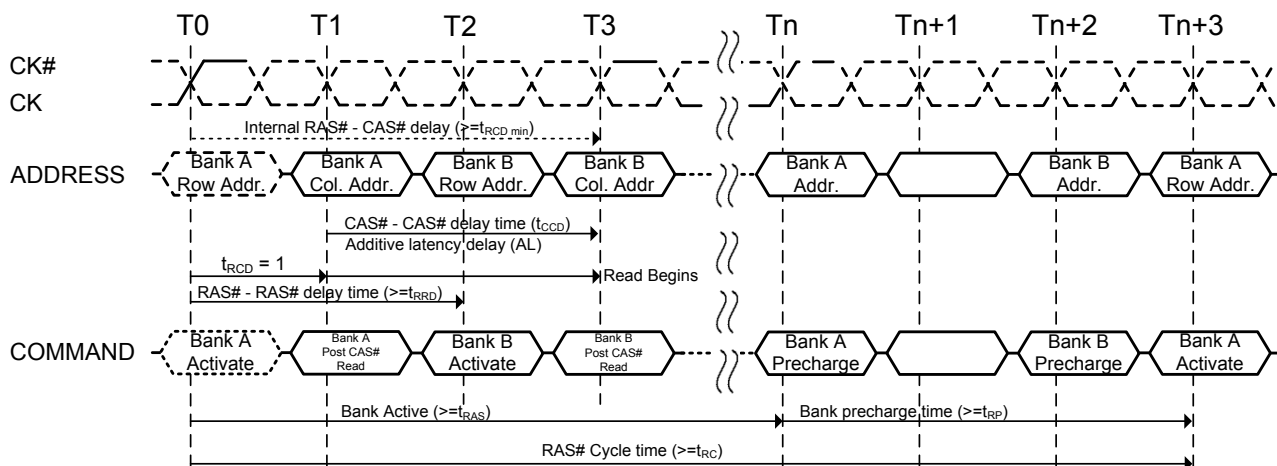 T0 T1 T2 T3 Tn Tn+1 Tn+2 Tn+3
CK#
CK
Internal RAS# - CAS# delay (>=tRCD min)
ADDRESS
Bank A
Row Addr.
Bank A
Col. Addr.
Bank B
Row Addr.
Bank B
Col. Addr
Bank A
Addr.
Bank B
Addr.
Bank A
Row Addr.
CAS# - CAS# delay time (tCCD)
Additive latency delay (AL)
tRCD = 1
Read Begins
RAS# - RAS# delay time (>=tRRD)
COMMAND
Bank A
Activate
Bank A
Post CAS#
Read
Bank B
Activate
Bank B
Post CAS#
Read
Bank A
Precharge
Bank B
Precharge
Bank A
Activate
Bank Active (>=tRAS)
Bank precharge time (>=tRP)
RAS# Cycle time (>=tRC)